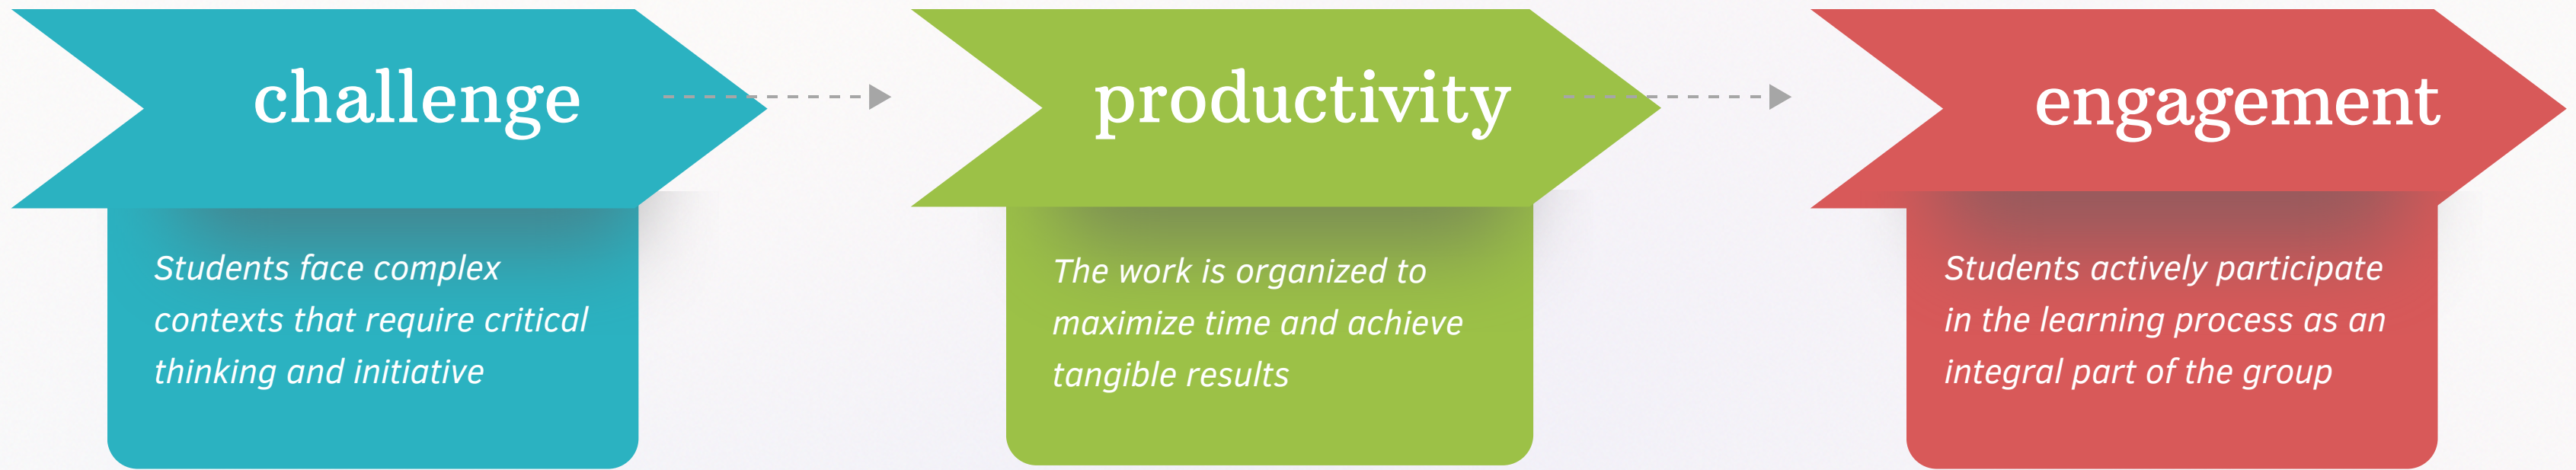 challenge
Students face complex
contexts that require critical
thinking and initiative
productivity
The work is organized to
maximize time and achieve
tangible results
engagement
Students actively participate
in the learning process as an
integral part of the group